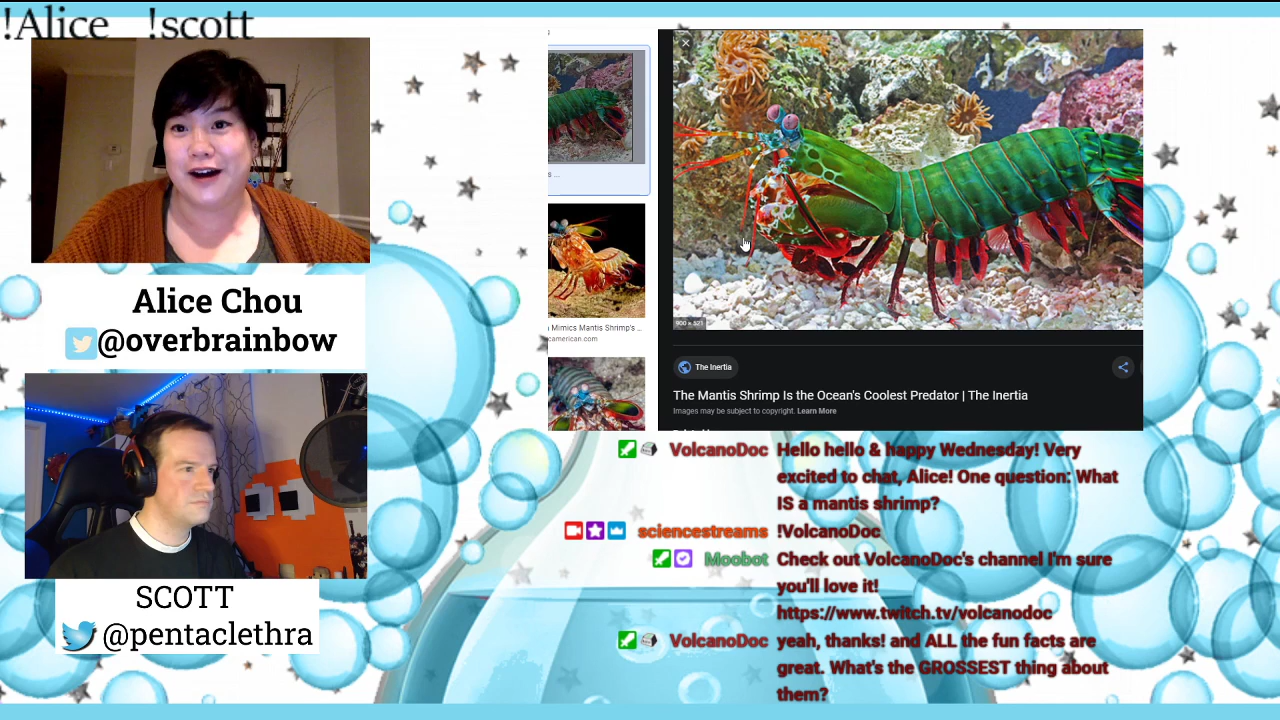 !Alice !scott
Alice Chou
@overbrainbow
SCOTT
@pentaclethra
s ...
Mimics Mantis Shrimp's ...
camerican.com
900 × 521
The Inertia
The Mantis Shrimp Is the Ocean's Coolest Predator | The Inertia
Images may be subject to copyright. Learn More
VolcanoDoc Hello hello & happy Wednesday! Very
excited to chat, Alice! One question: What
IS a mantis shrimp?
sciencestreams !VolcanoDoc
Moobot Check out VolcanoDoc's channel I'm sure
you'll love it!
https://www.twitch.tv/volcanodoc
VolcanoDoc yeah, thanks! and ALL the fun facts are
great. What's the GROSSEST thing about
them?